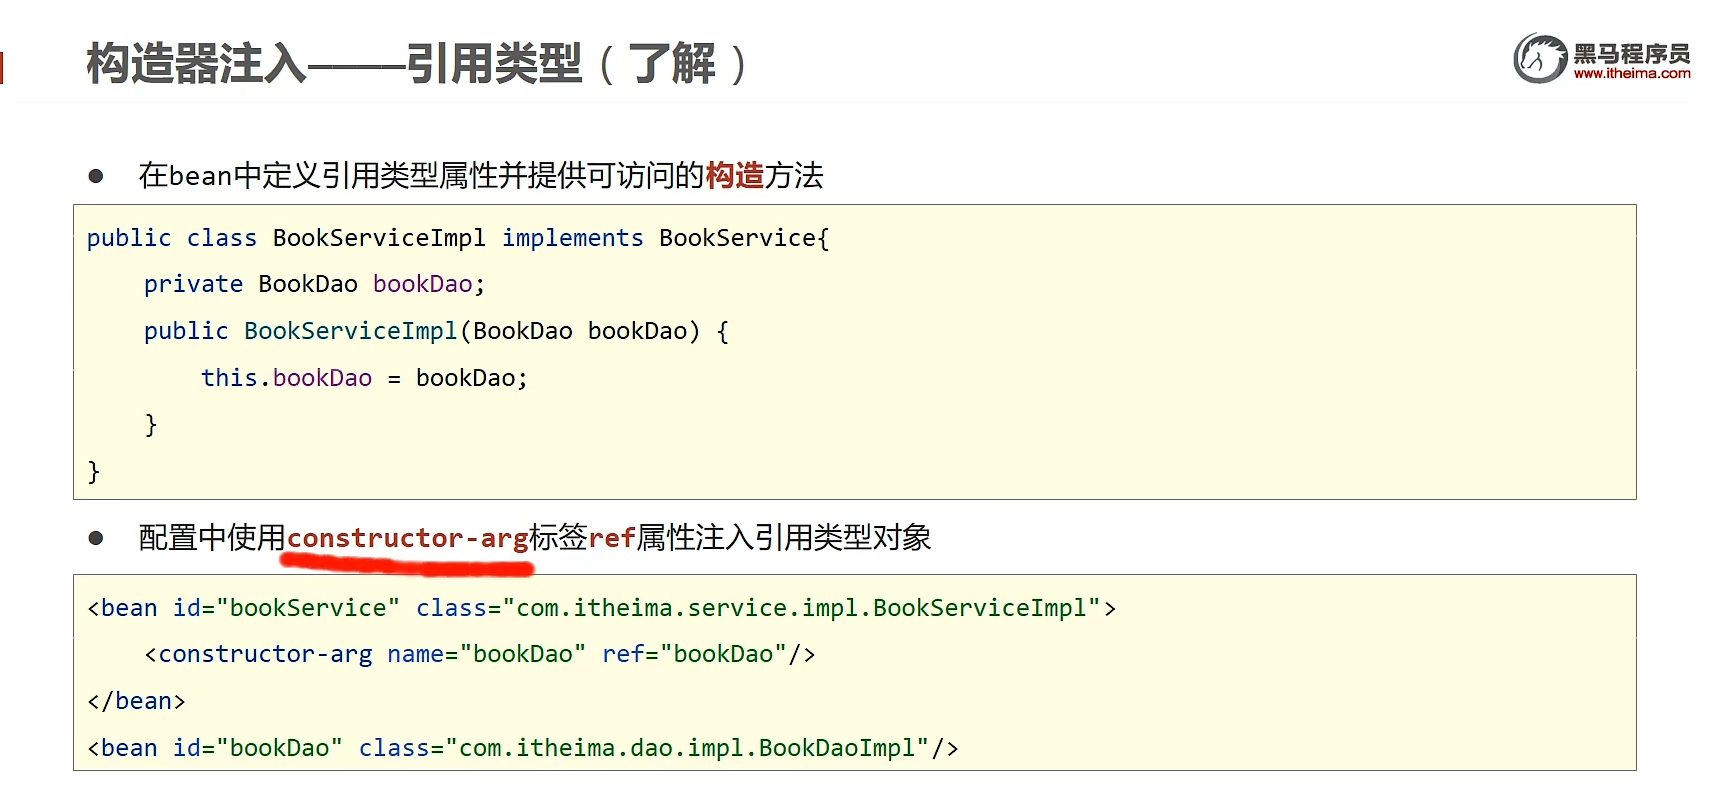 构造器注入——引用类型（了解）
黑马程序员
www.itheima.com
● 在bean中定义引用类型属性并提供可访问的构造方法
public class BookServiceImpl implements BookService{
    private BookDao bookDao;
    public BookServiceImpl(BookDao bookDao) {
        this.bookDao = bookDao;
    }
}
● 配置中使用constructor-arg标签ref属性注入引用类型对象
<bean id="bookService" class="com.itheima.service.impl.BookServiceImpl">
    <constructor-arg name="bookDao" ref="bookDao"/>
</bean>
<bean id="bookDao" class="com.itheima.dao.impl.BookDaoImpl"/>